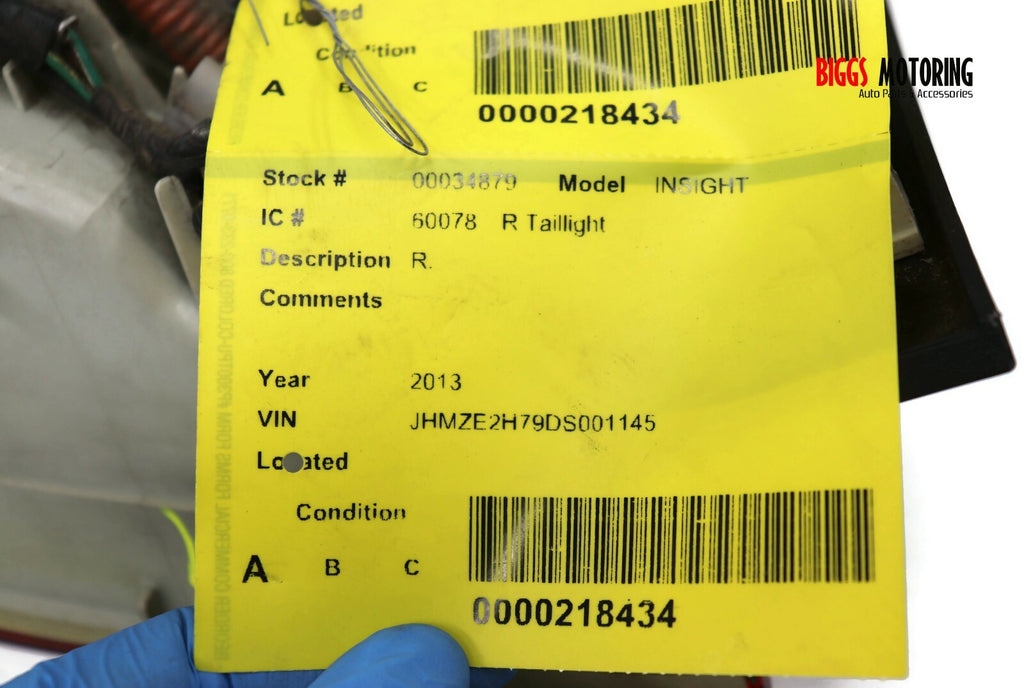 Located
Condition
A B C
0000218434
BIGGS MOTORING
Auto Parts & Accessories
Stock # 00034879 Model INSIGHT
IC # 60078 R Taillight
Description R.
Comments
Year 2013
VIN JHMZE2H79DS001145
Located
Condition
A B C
0000218434